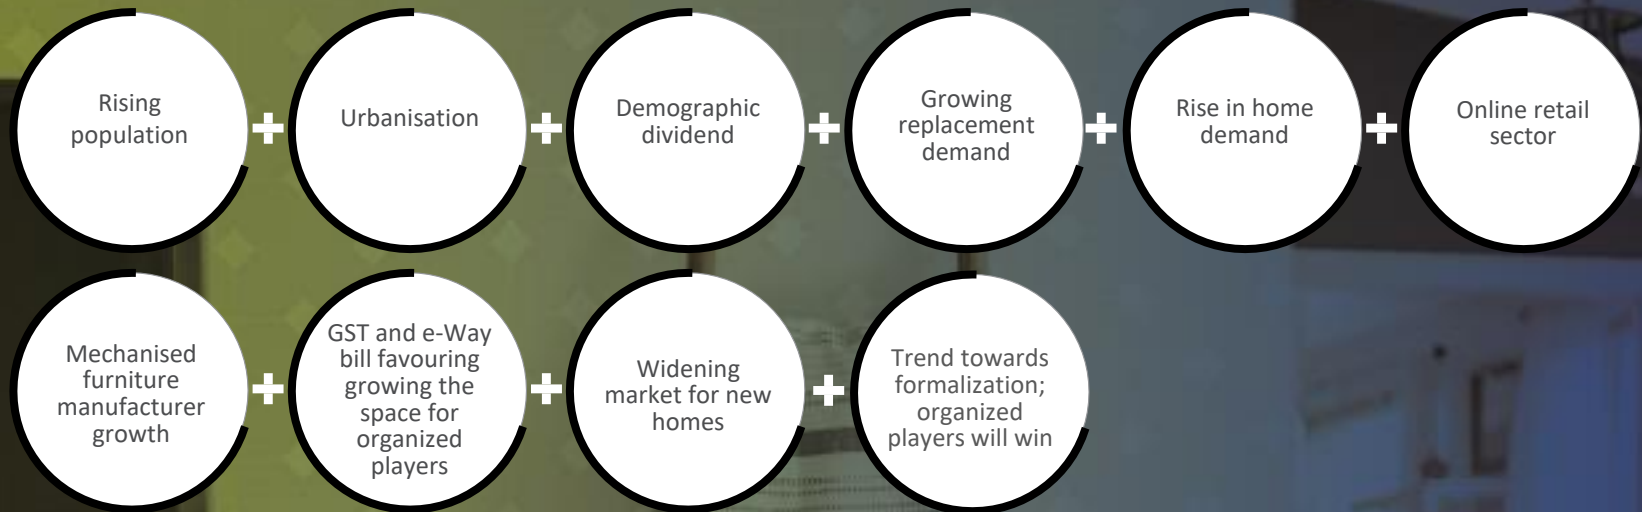 Rising
population
Urbanisation
Demographic
dividend
Growing
replacement
demand
Rise in home
demand
Online retail
sector
Mechanised
furniture
manufacturer
growth
GST and e-Way
bill favouring
growing the
space for
organized
players
Widening
market for new
homes
Trend towards
formalization;
organized
players will win